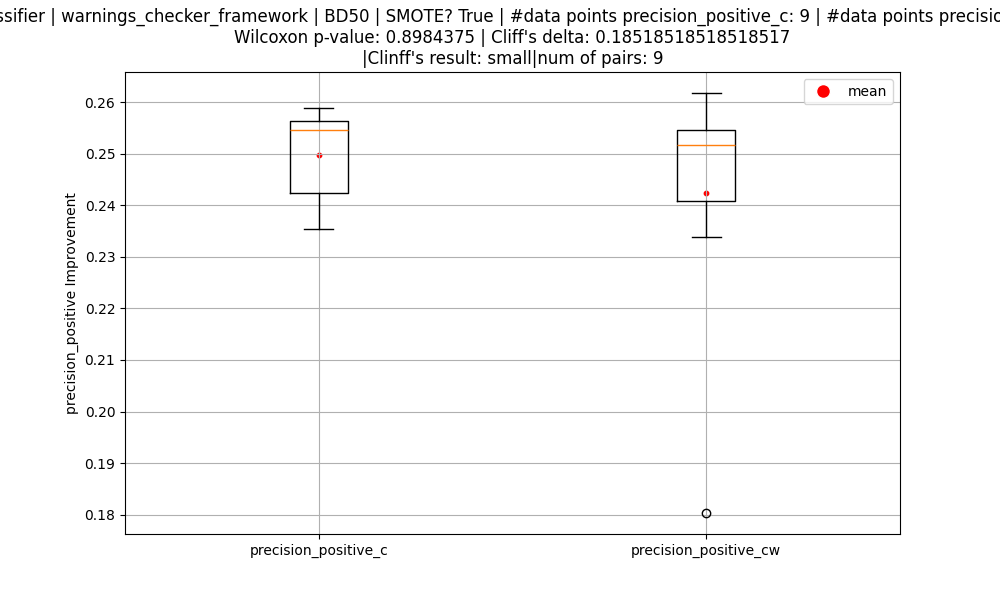 | warnings_checker_framework | BD50 | SMOTE? True | #data points precision_positive_c: 9 | #data points
Wilcoxon p-value: 0.8984375 | Cliff's delta: 0.18518518518518517
|Clinff's result: small|num of pairs: 9
mean
0.26
0.25
0.24
0.23
0.22
0.21
0.20
0.19
0.18
precision_positive Improvement
precision_positive_c
precision_positive_cw